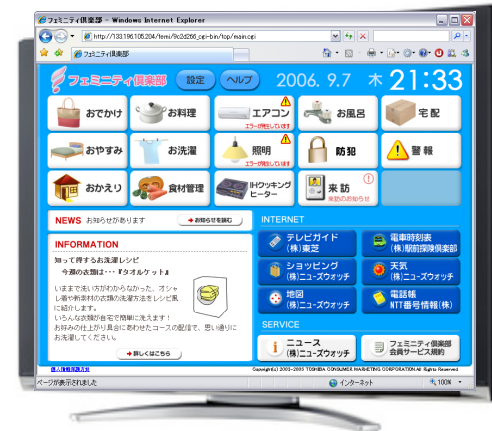 フェミニティ倶楽部 - Windows Internet Explorer
http://133.196.105.204/temi/9c2d266_cgi-bin/top/main.cgi
フェミニティ倶楽部
フェミニティ倶楽部 設定 ヘルプ 2006. 9.7 木 21:33
おでかけ お料理 エアコン お風呂 宅配
エラーが発生しています
おやすみ お洗濯 照明 防犯 警報
エラーが発生しています
おかえり 食材管理 IHクッキングヒーター 来訪
来訪のお知らせ
NEWS お知らせがあります
お知らせを読む
INFORMATION
知って得するお洗濯レシピ
今週の衣類は・・・『タオルケット』
いままで洗い方がわからなかった、オシャレ着や新素材の衣類の洗濯方法をレシピ風に紹介します。
いろんな衣類が自宅で簡単に洗えます!
お好みの仕上がり具合にあわせたコースの配信で、思い通りにお洗濯してください。
詳しくはこちら
INTERNET
テレビガイド
(株)東芝
電車時刻表
(株)駅前探険倶楽部
ショッピング
(株)ニューズウォッチ
天気
(株)ニューズウォッチ
地図
(株)ニューズウォッチ
電話帳
NTT番号情報(株)
SERVICE
ニュース
(株)ニューズウォッチ
フェミニティ倶楽部
会員サービス規約
個人情報保護方針
Copyright(c) 2003-2005 TOSHIBA CONSUMER MARKETING CORPORATION All Rights Reserved.
ページが表示されました
インターネット
100%